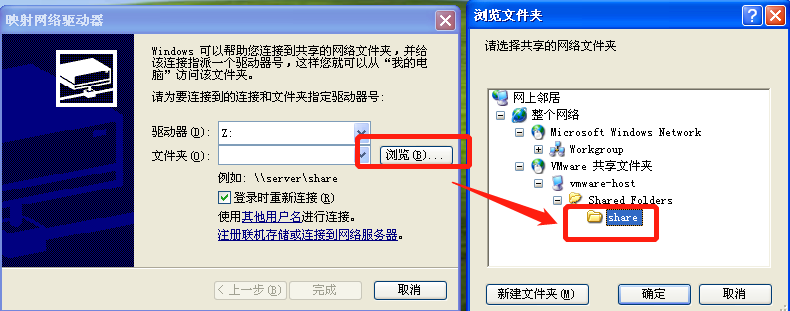 映射网络驱动器
Windows 可以帮助您连接到共享的网络文件夹，并给
该连接指派一个驱动器号，这样您就可以从“我的电
脑”访问该文件夹。
请为要连接到的连接和文件夹指定驱动器号:
驱动器(D):
Z:
文件夹(O):
浏览(B)...
例如: \\server\share
登录时重新连接(R)
使用其他用户名进行连接。
注册联机存储或连接到网络服务器。
< 上一步(B)
完成
取消
浏览文件夹
请选择共享的网络文件夹
网上邻居
整个网络
Microsoft Windows Network
Workgroup
VMware 共享文件夹
vmware-host
Shared Folders
share
新建文件夹(M)
确定
取消